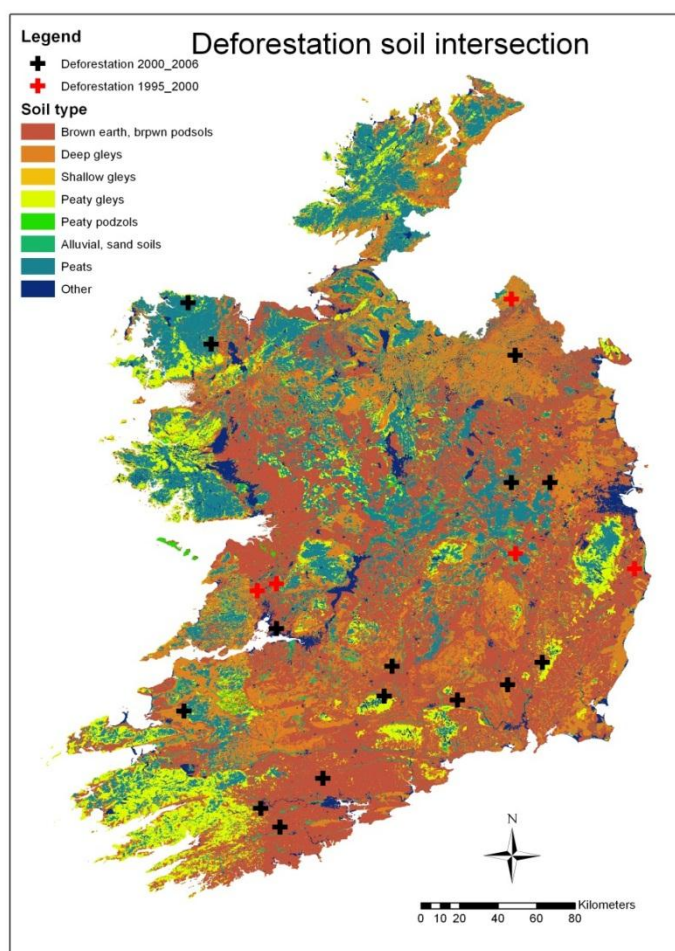 Deforestation soil intersection
Legend
Deforestation 2000_2006
Deforestation 1995_2000
Soil type
Brown earth, brpwn podsols
Deep gleys
Shallow gleys
Peaty gleys
Peaty podzols
Alluvial, sand soils
Peats
Other
N
Kilometers
0 10 20 40 60 80